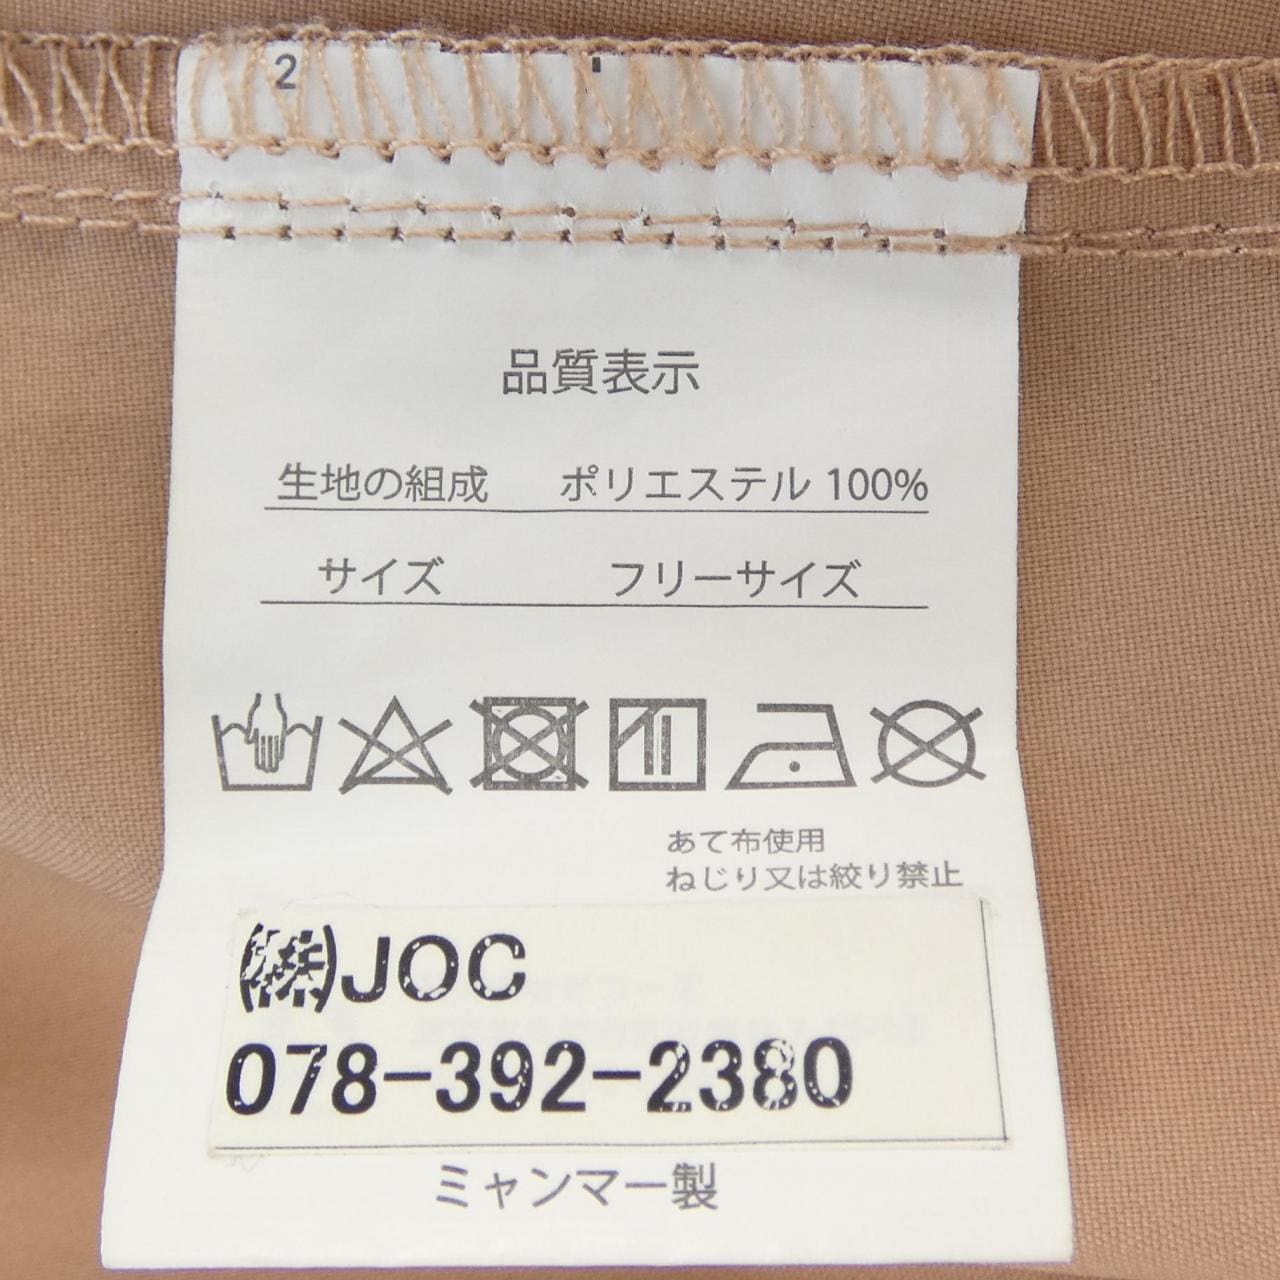 2
品質表示
生地の組成 ポリエステル 100%
サイズ フリーサイズ
あて布使用
ねじり又は絞り禁止
㈱JOC
078-392-2380
ミャンマー製